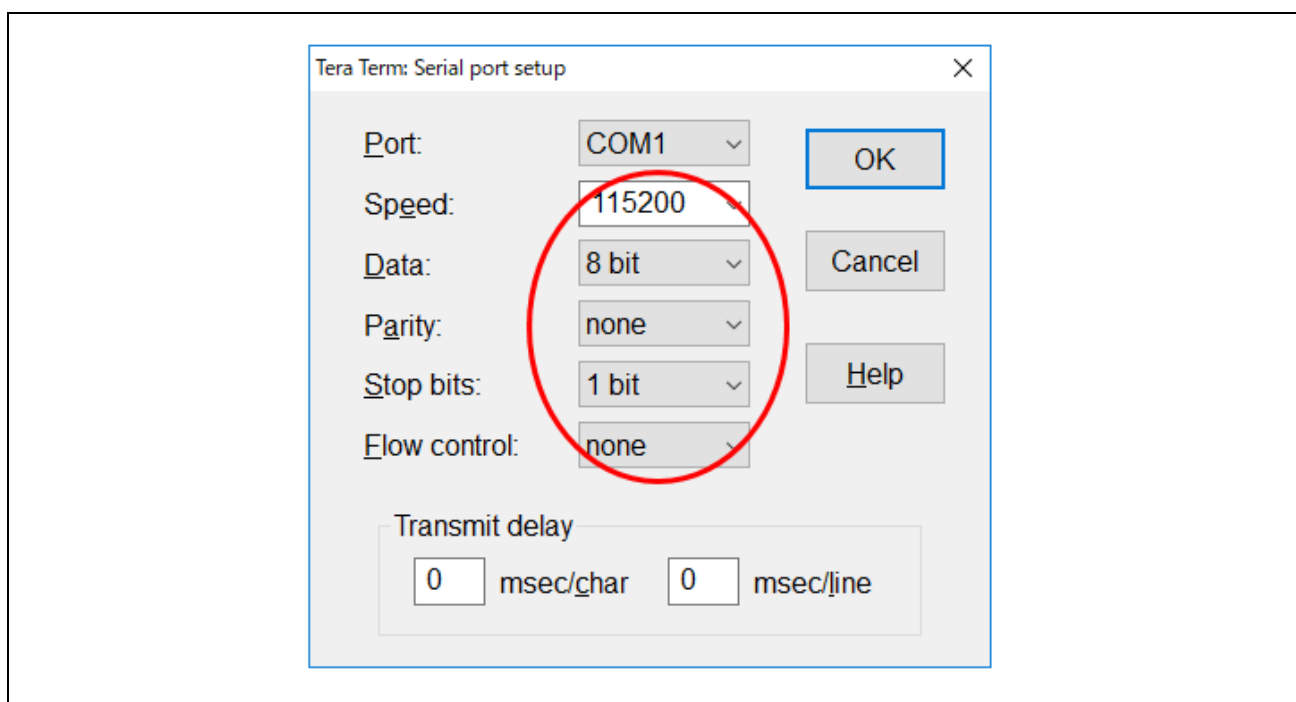 Tera Term: Serial port setup
Port: COM1 OK
Speed: 115200
Data: 8 bit Cancel
Parity: none
Stop bits: 1 bit Help
Flow control: none
Transmit delay
0 msec/char 0 msec/line